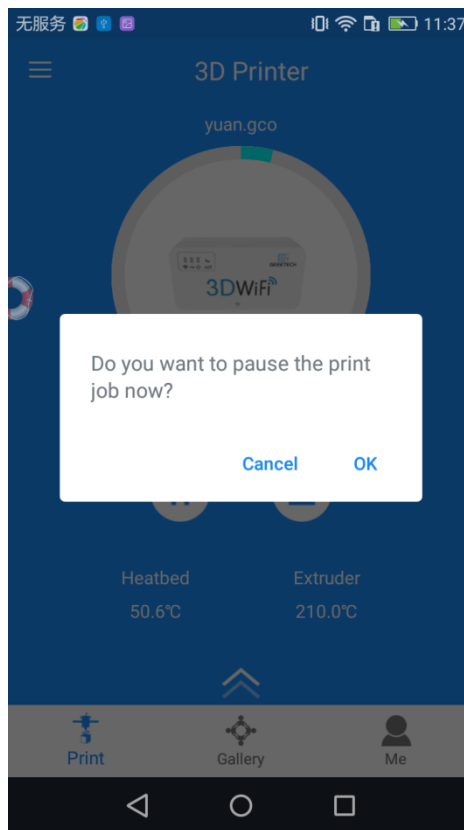 无服务 11:37
3D Printer
yuan.gco
GEEETECH
3DWiFi
Do you want to pause the print
job now?
Cancel OK
Heatbed Extruder
50.6℃ 210.0℃
Print Gallery Me